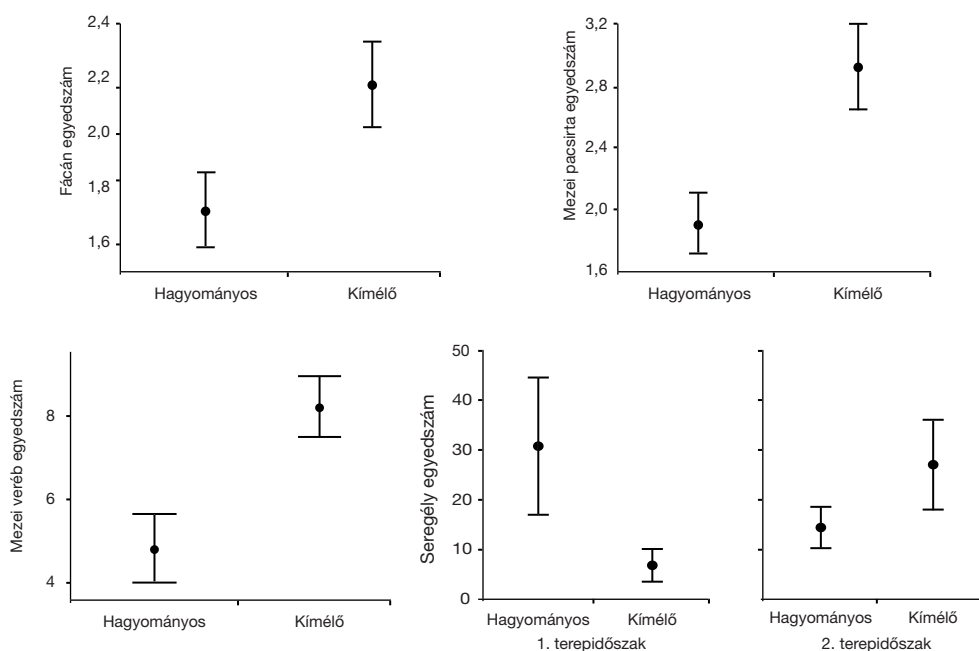 Fácán egyedszám
2,4
2,2
2,0
1,8
1,6
Hagyományos Kímélő
Mezei pacsirta egyedszám
3,2
2,8
2,4
2,0
1,6
Hagyományos Kímélő
Mezei veréb egyedszám
8
6
4
Hagyományos Kímélő
Seregély egyedszám
50
40
30
20
10
0
Hagyományos Kímélő
1. terepidőszak
Hagyományos Kímélő
2. terepidőszak